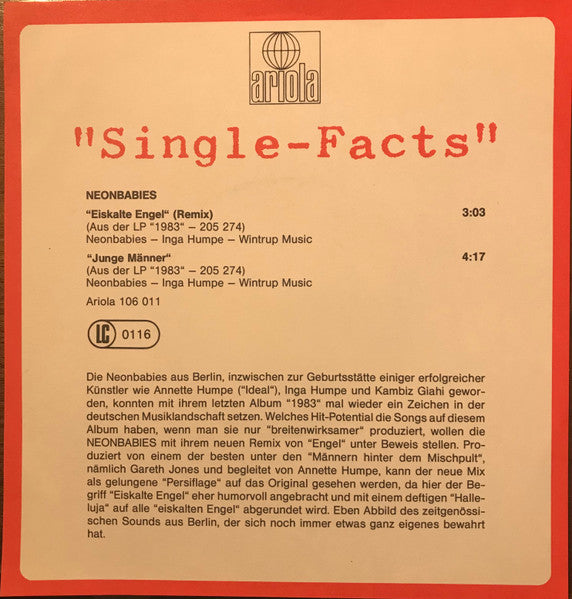 ariola
"Single-Facts"
NEONBABIES
“Eiskalte Engel“ (Remix) 3:03
(Aus der LP “1983“ – 205 274)
Neonbabies – Inga Humpe – Wintrup Music
“Junge Männer“ 4:17
(Aus der LP “1983“ – 205 274)
Neonbabies – Inga Humpe – Wintrup Music
Ariola 106 011
LC 0116
Die Neonbabies aus Berlin, inzwischen zur Geburtsstätte einiger erfolgreicher
Künstler wie Annette Humpe (“Ideal“), Inga Humpe und Kambiz Giahi gewor-
den, konnten mit ihrem letzten Album “1983“ mal wieder ein Zeichen in der
deutschen Musiklandschaft setzen. Welches Hit-Potential die Songs auf diesem
Album haben, wenn man sie nur “breitenwirksamer“ produziert, wollen die
NEONBABIES mit ihrem neuen Remix von “Engel“ unter Beweis stellen. Pro-
duziert von einem der besten unter den “Männern hinter dem Mischpult“,
nämlich Gareth Jones und begleitet von Annette Humpe, kann der neue Mix
als gelungene “Persiflage“ auf das Original gesehen werden, da hier der Be-
griff “Eiskalte Engel“ eher humorvoll angebracht und mit einem deftigen “Halle-
luja“ auf alle “eiskalten Engel“ abgerundet wird. Eben Abbild des zeitgenössi-
schen Sounds aus Berlin, der sich noch immer etwas ganz eigenes bewahrt
hat.